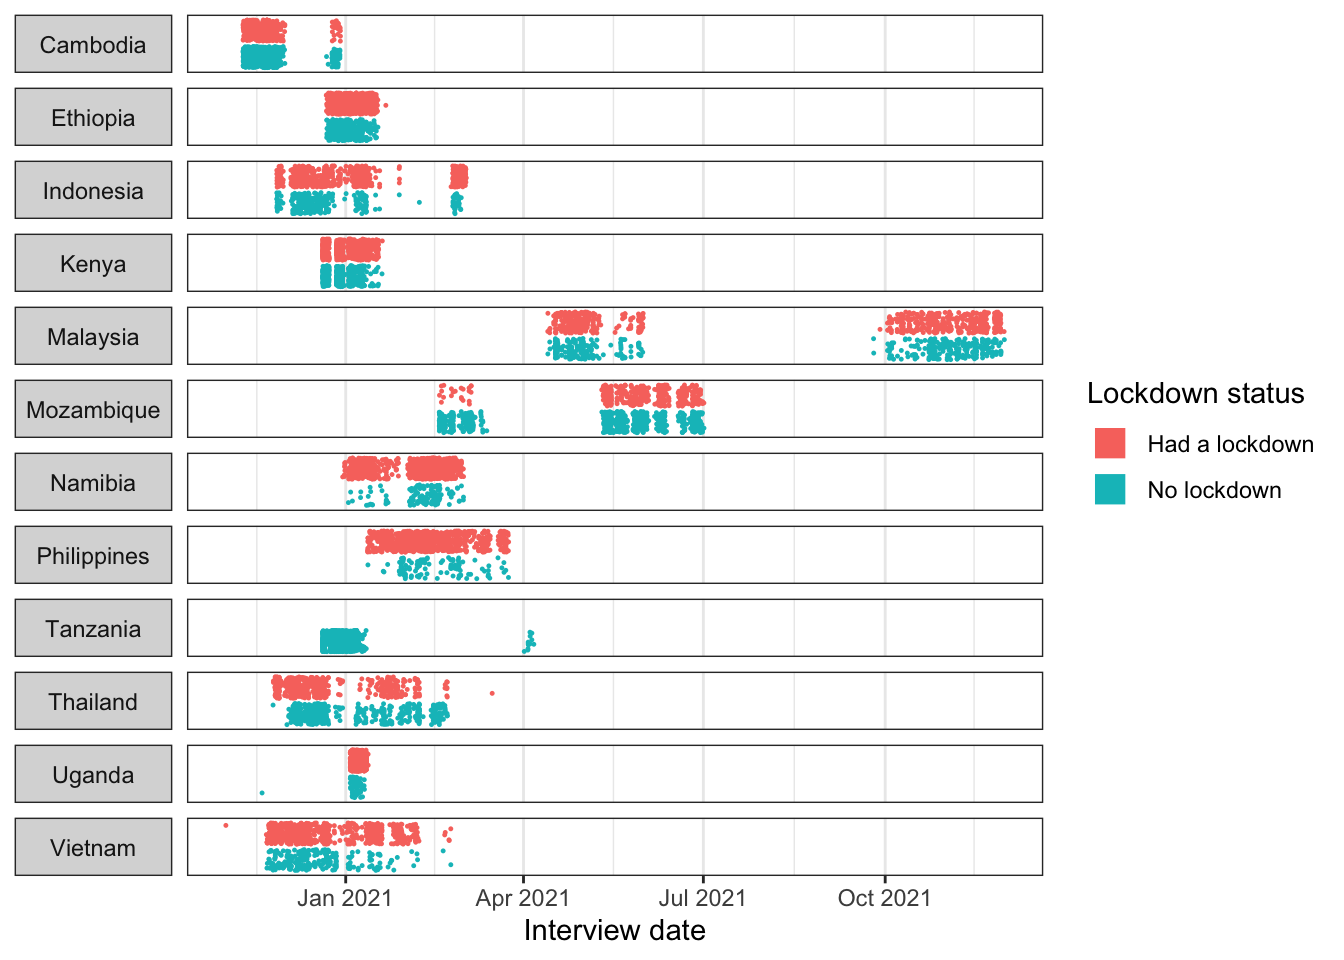 Cambodia
Ethiopia
Indonesia
Kenya
Malaysia
Mozambique
Namibia
Philippines
Tanzania
Thailand
Uganda
Vietnam
Jan 2021 Apr 2021 Jul 2021 Oct 2021
Interview date
Lockdown status
Had a lockdown
No lockdown